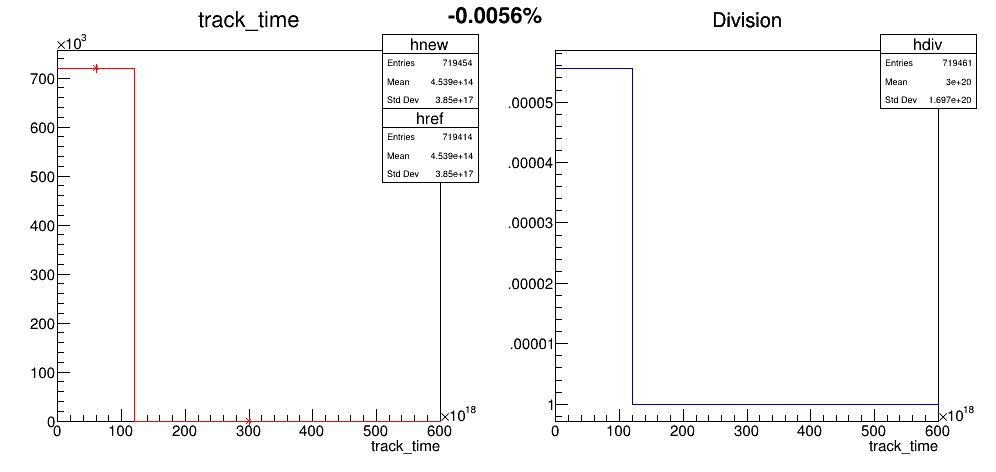 track_time
-0.0056%
Division
×10³
hnew
Entries 719454
Mean 4.539e+14
Std Dev 3.85e+17
href
Entries 719414
Mean 4.539e+14
Std Dev 3.85e+17
700
600
500
400
300
200
100
0
0 100 200 300 400 500 600
×10¹⁸
track_time
hdiv
Entries 719461
Mean 3e+20
Std Dev 1.697e+20
.00005
.00004
.00003
.00002
.00001
1
0 100 200 300 400 500 600
×10¹⁸
track_time